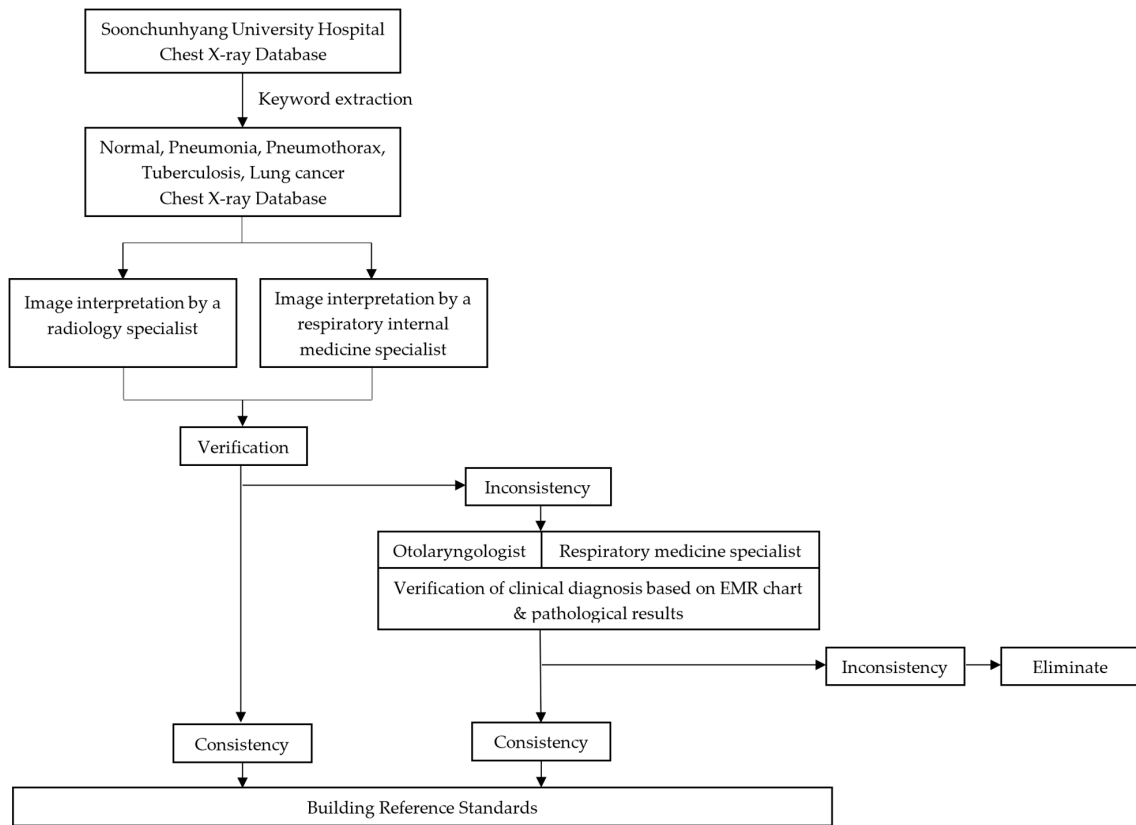 Soonchunhyang University Hospital
Chest X-ray Database
Keyword extraction
Normal, Pneumonia, Pneumothorax,
Tuberculosis, Lung cancer
Chest X-ray Database
Image interpretation by a
radiology specialist
Image interpretation by a
respiratory internal
medicine specialist
Verification
Inconsistency
Otolaryngologist
Respiratory medicine specialist
Verification of clinical diagnosis based on EMR chart
& pathological results
Inconsistency
Eliminate
Consistency
Consistency
Building Reference Standards